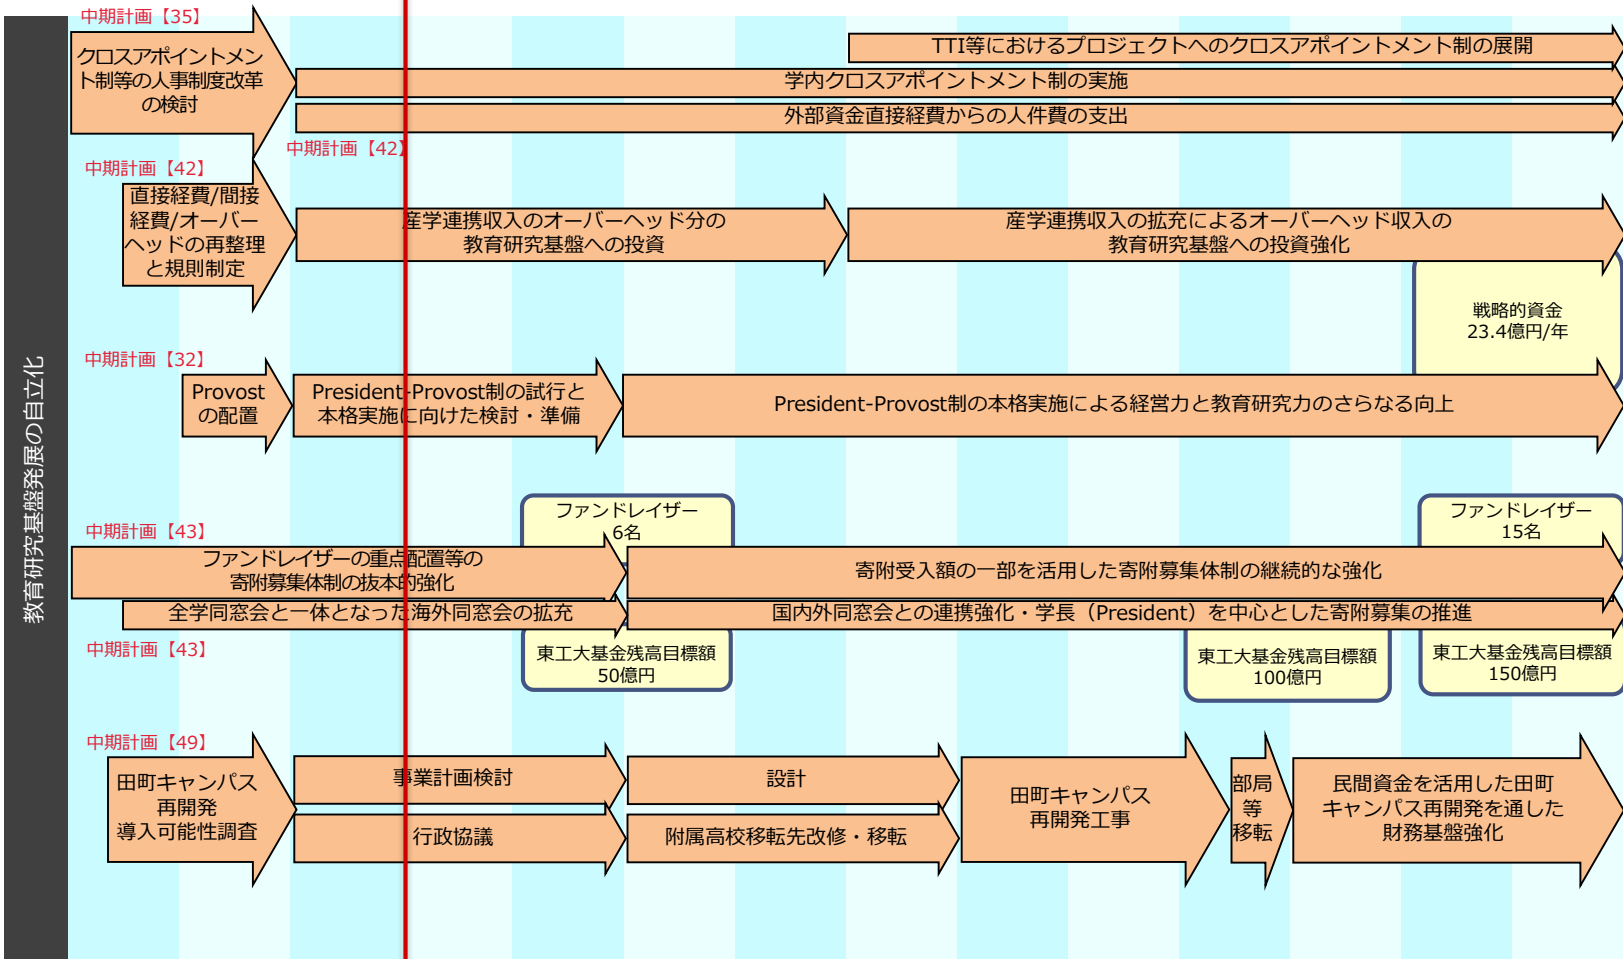 教育研究基盤発展の自立化
中期計画【35】
クロスアポイントメン
ト制等の人事制度改革
の検討
TTI等におけるプロジェクトへのクロスアポイントメント制の展開
学内クロスアポイントメント制の実施
外部資金直接経費からの人件費の支出
中期計画【42】
中期計画【42】
直接経費/間接
経費/オーバー
ヘッドの再整理
と規則制定
産学連携収入のオーバーヘッド分の
教育研究基盤への投資
産学連携収入の拡充によるオーバーヘッド収入の
教育研究基盤への投資強化
戦略的資金
23.4億円/年
中期計画【32】
Provost
の配置
President-Provost制の試行と
本格実施に向けた検討・準備
President-Provost制の本格実施による経営力と教育研究力のさらなる向上
ファンドレイザー
6名
ファンドレイザー
15名
中期計画【43】
ファンドレイザーの重点配置等の
寄附募集体制の抜本的強化
寄附受入額の一部を活用した寄附募集体制の継続的な強化
全学同窓会と一体となった海外同窓会の拡充
国内外同窓会との連携強化・学長（President）を中心とした寄附募集の推進
中期計画【43】
東工大基金残高目標額
50億円
東工大基金残高目標額
100億円
東工大基金残高目標額
150億円
中期計画【49】
田町キャンパス
再開発
導入可能性調査
事業計画検討
行政協議
設計
附属高校移転先改修・移転
田町キャンパス
再開発工事
部局
等
移転
民間資金を活用した田町
キャンパス再開発を通した
財務基盤強化